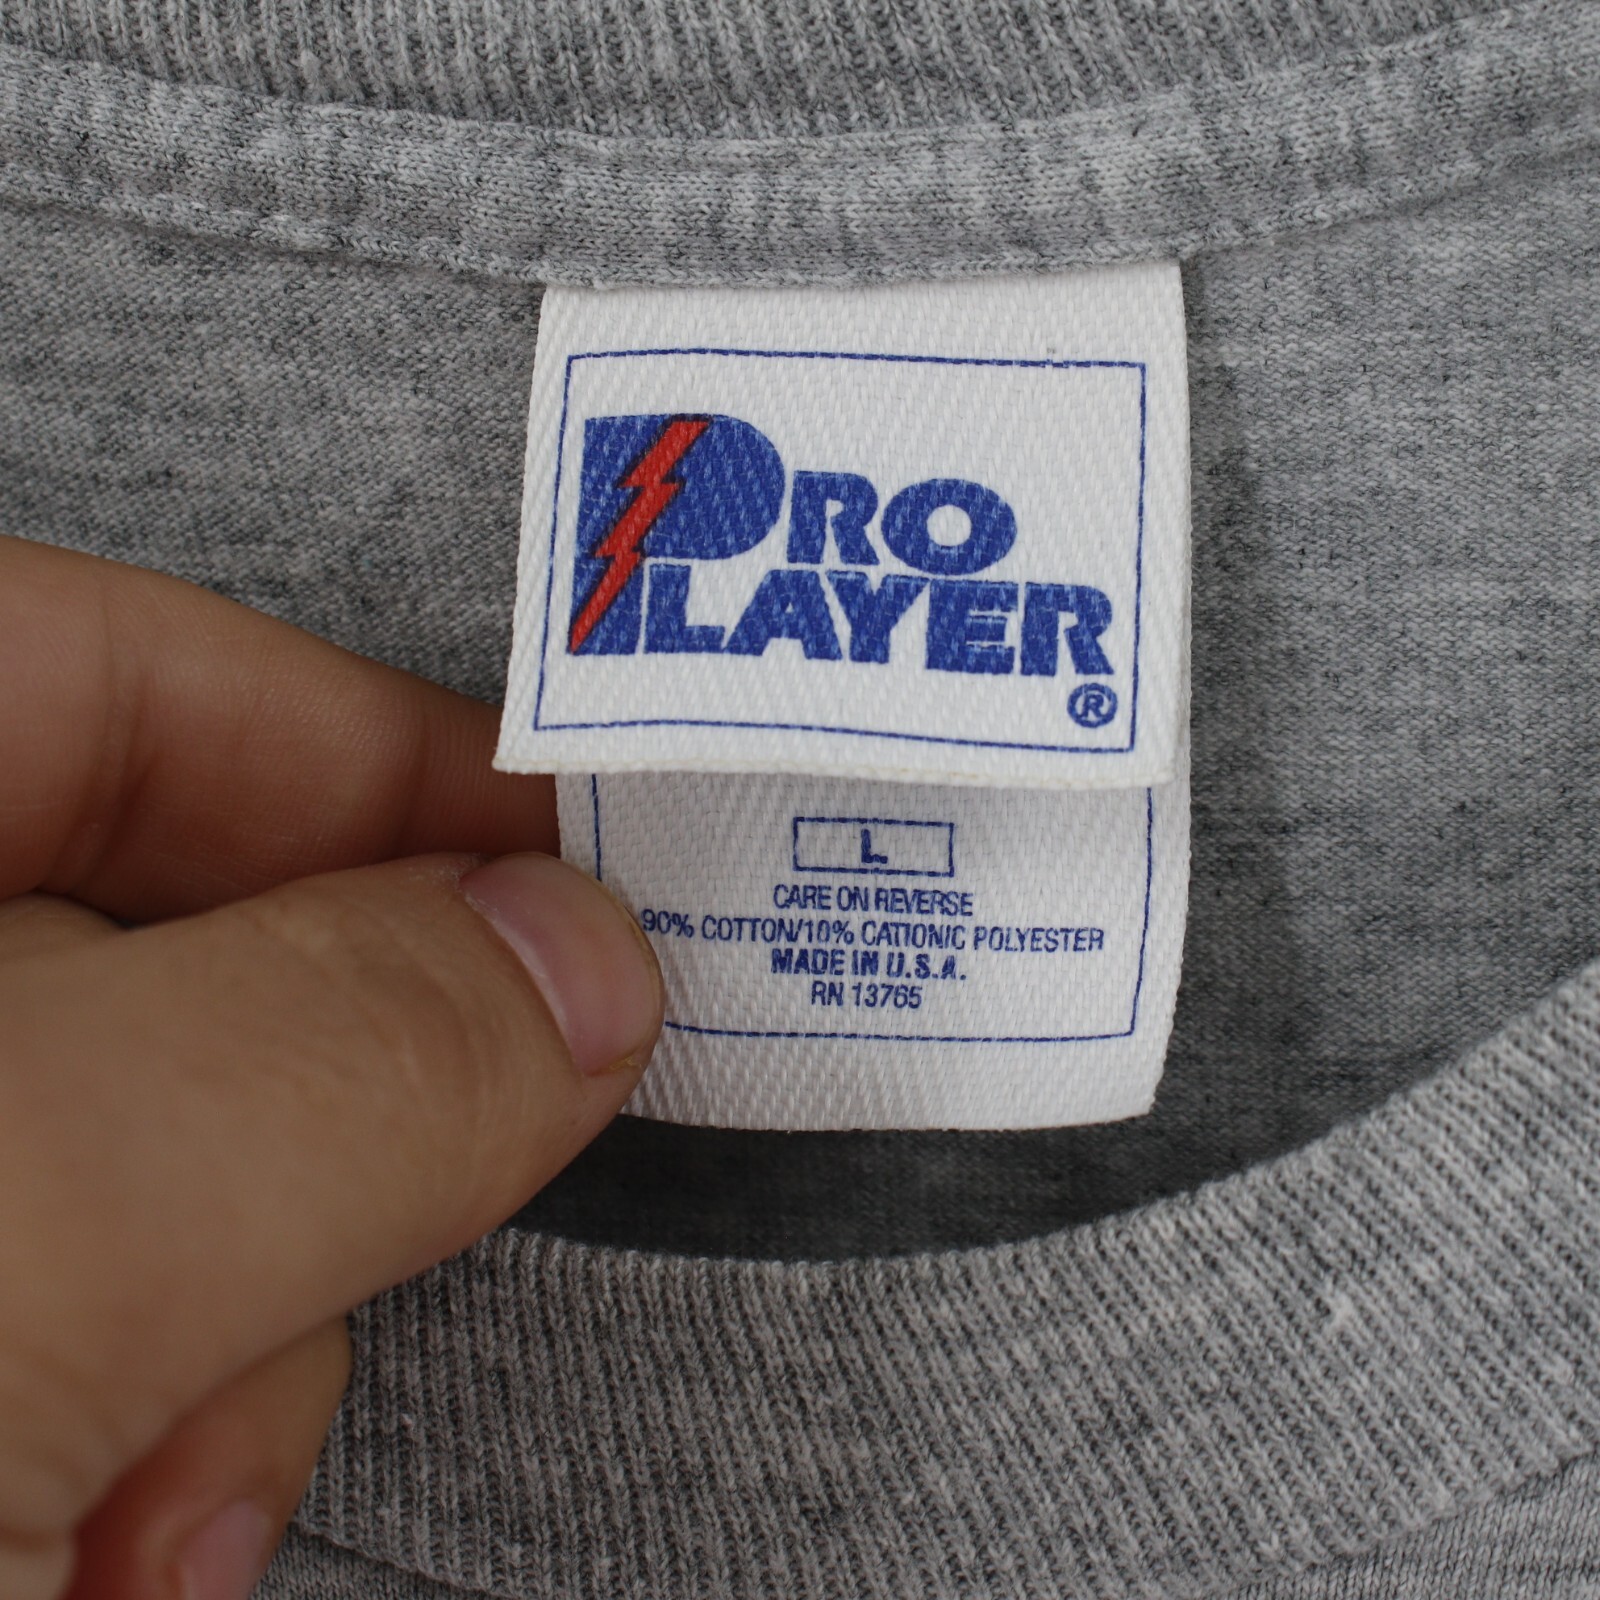 PRO
PLAYER
®
L
CARE ON REVERSE
90% COTTON/10% CATIONIC POLYESTER
MADE IN U.S.A.
RN 13765